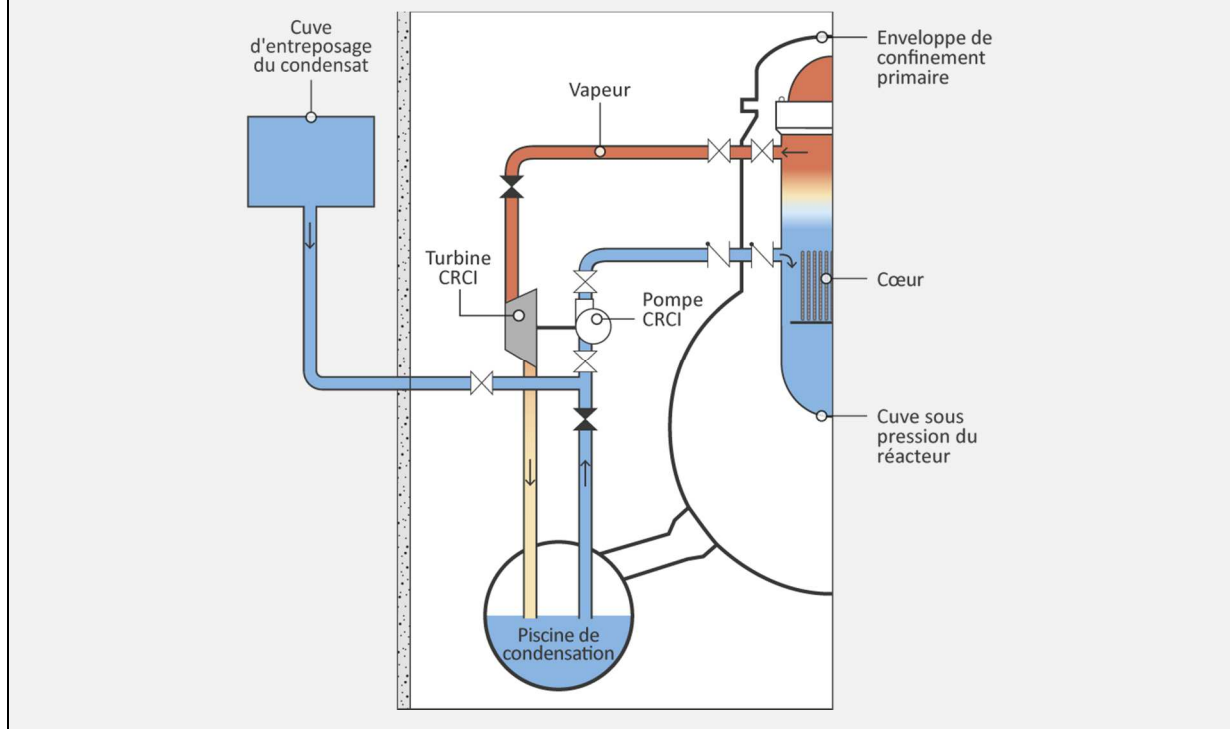 Cuve
d'entreposage
du condensat
Enveloppe de
confinement
primaire
Vapeur
Turbine
CRCI
Pompe
CRCI
Cœur
Cuve sous
pression du
réacteur
Piscine de
condensation